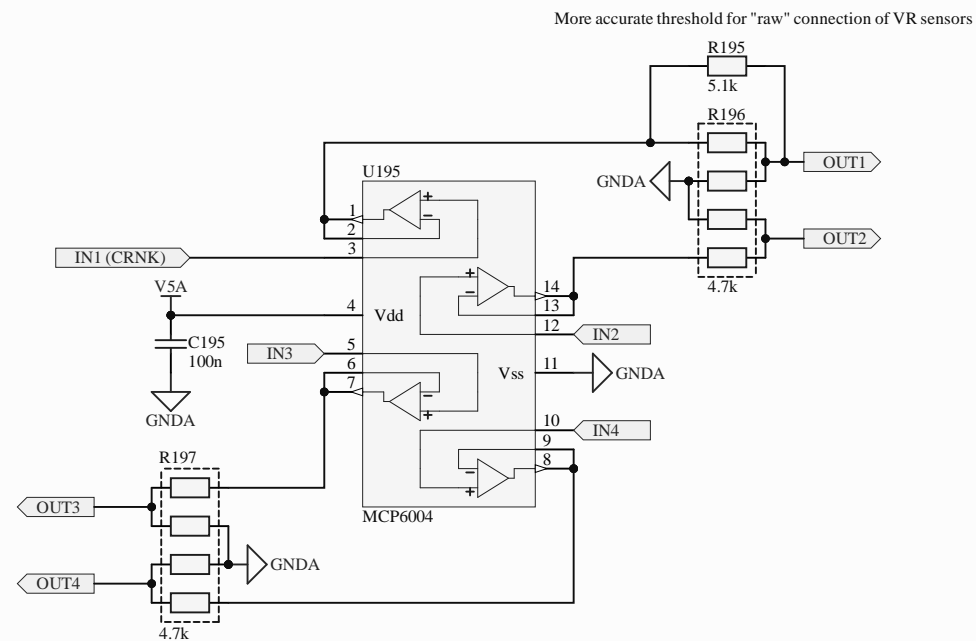 More accurate threshold for "raw" connection of VR sensors
R195
5.1k
R196
U195
OUT1
GNDA
1
2
3
IN1 (CRNK)
OUT2
4.7k
V5A
14
13
4
Vdd
12
IN2
C195
100n
IN3
5
6
7
Vss
11
GNDA
GNDA
10
IN4
9
8
R197
OUT3
MCP6004
GNDA
OUT4
4.7k